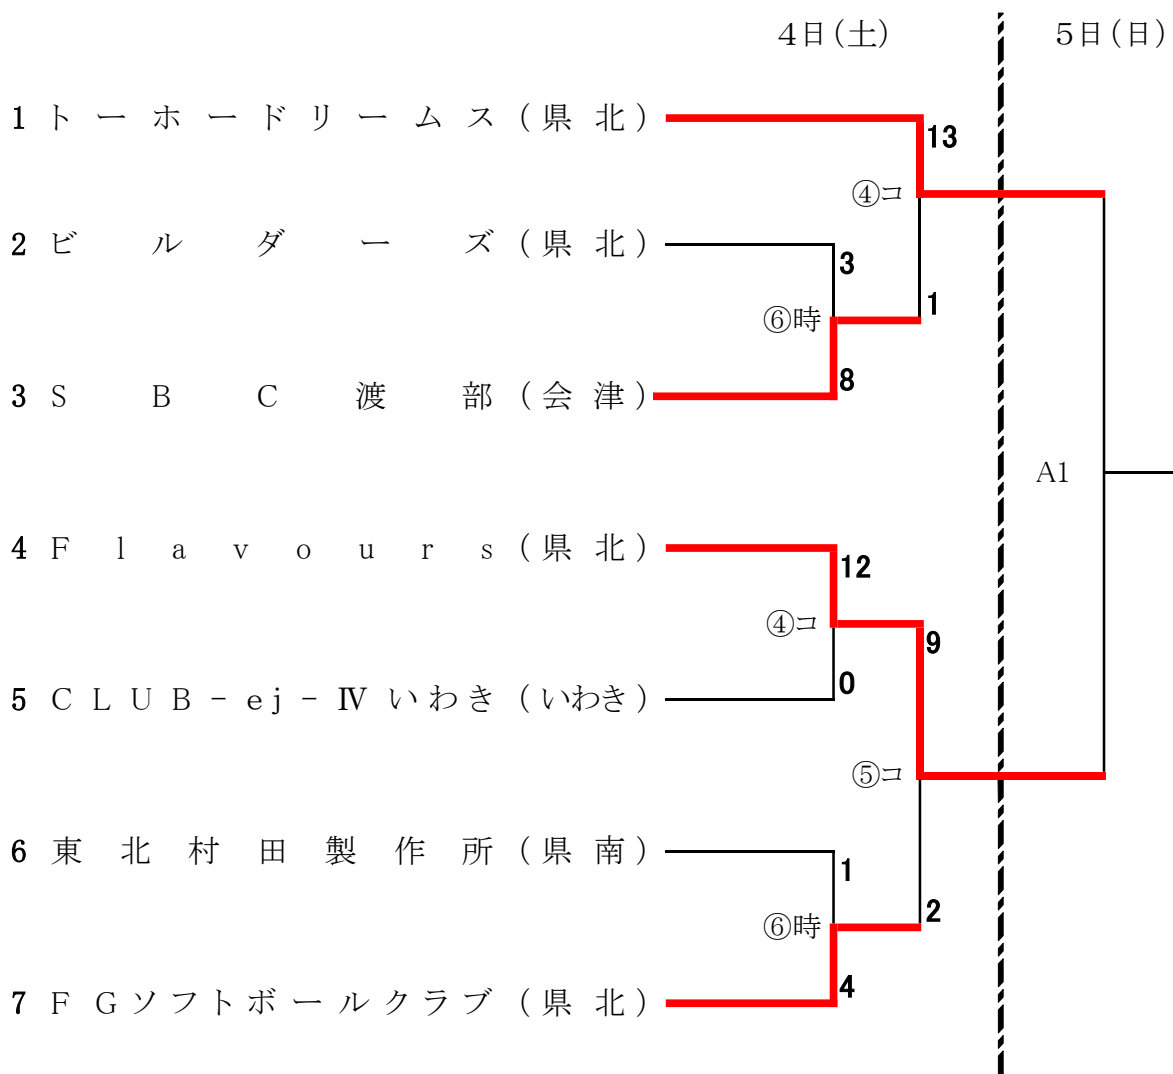 4日(土) 5日(日)
1 トーホードリームス(県北)
13
④コ
2 ビルダーズ(県北)
3
1
⑥時
8
3 SBC渡部(会津)
A1
4 Flavours(県北)
12
④コ
9
0
5 CLUB-ej-Ⅳいわき(いわき)
⑤コ
6 東北村田製作所(県南)
1
2
⑥時
4
7 FGソフトボールクラブ(県北)